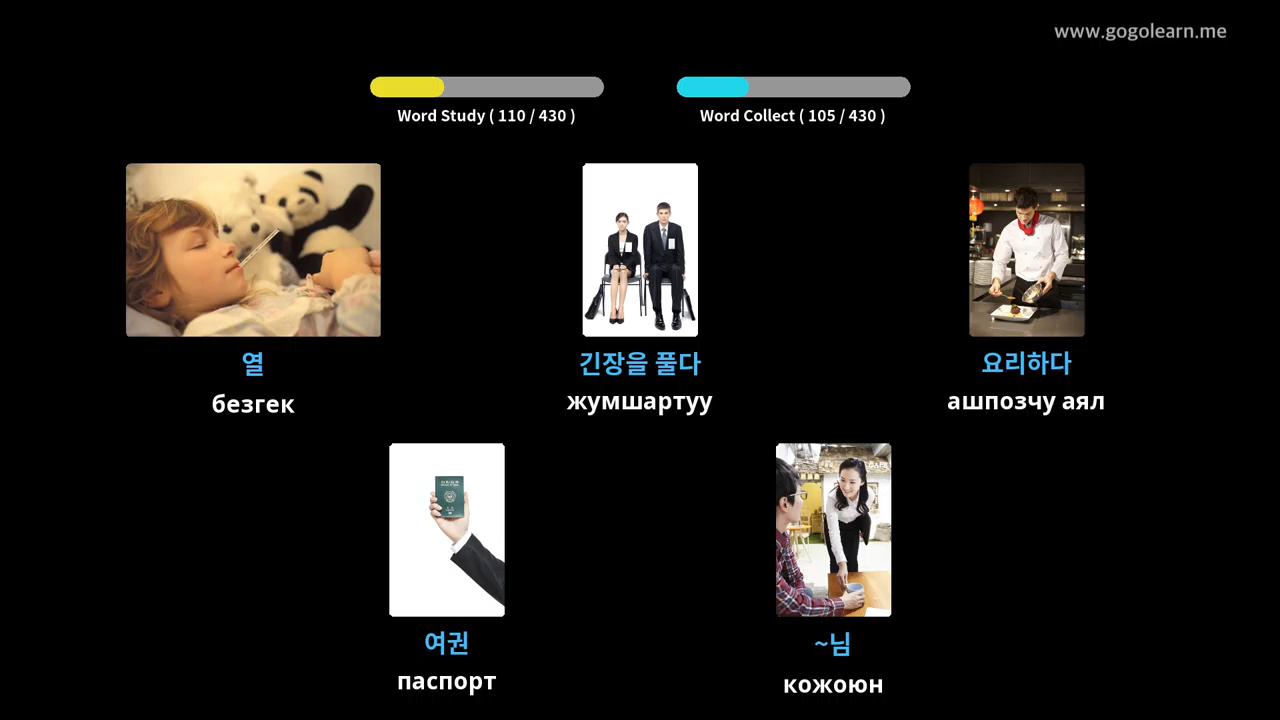 www.gogolearn.me
Word Study ( 110 / 430 )
Word Collect ( 105 / 430 )
열
безгек
긴장을 풀다
жумшартуу
요리하다
ашпозчу аял
여권
паспорт
~님
кожоюн